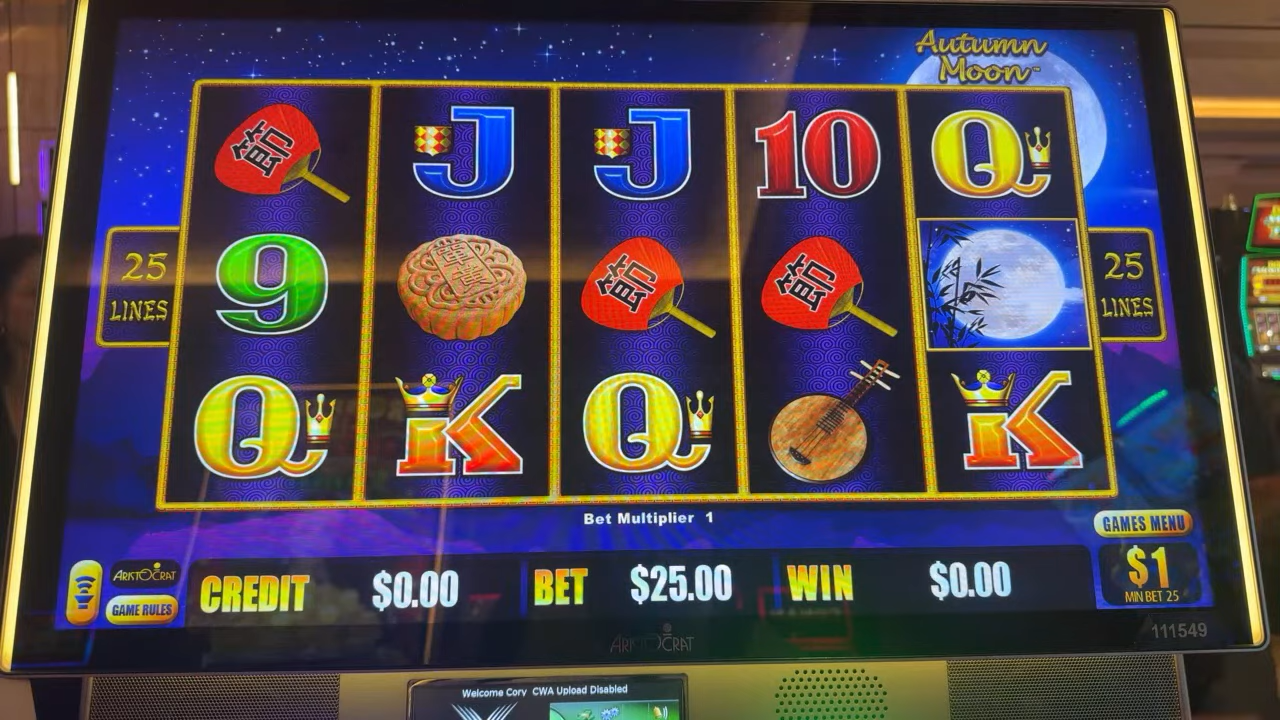 Autumn
Moon™
節 J J 10 Q
25
LINES
9 節 節
25
LINES
Q K Q K
Bet Multiplier 1
GAMES MENU
ARISTOCRAT
GAME RULES
CREDIT $0.00 BET $25.00 WIN $0.00
$1
MIN BET 25
ARISTOCRAT
111549
Welcome Cory CWA Upload Disabled